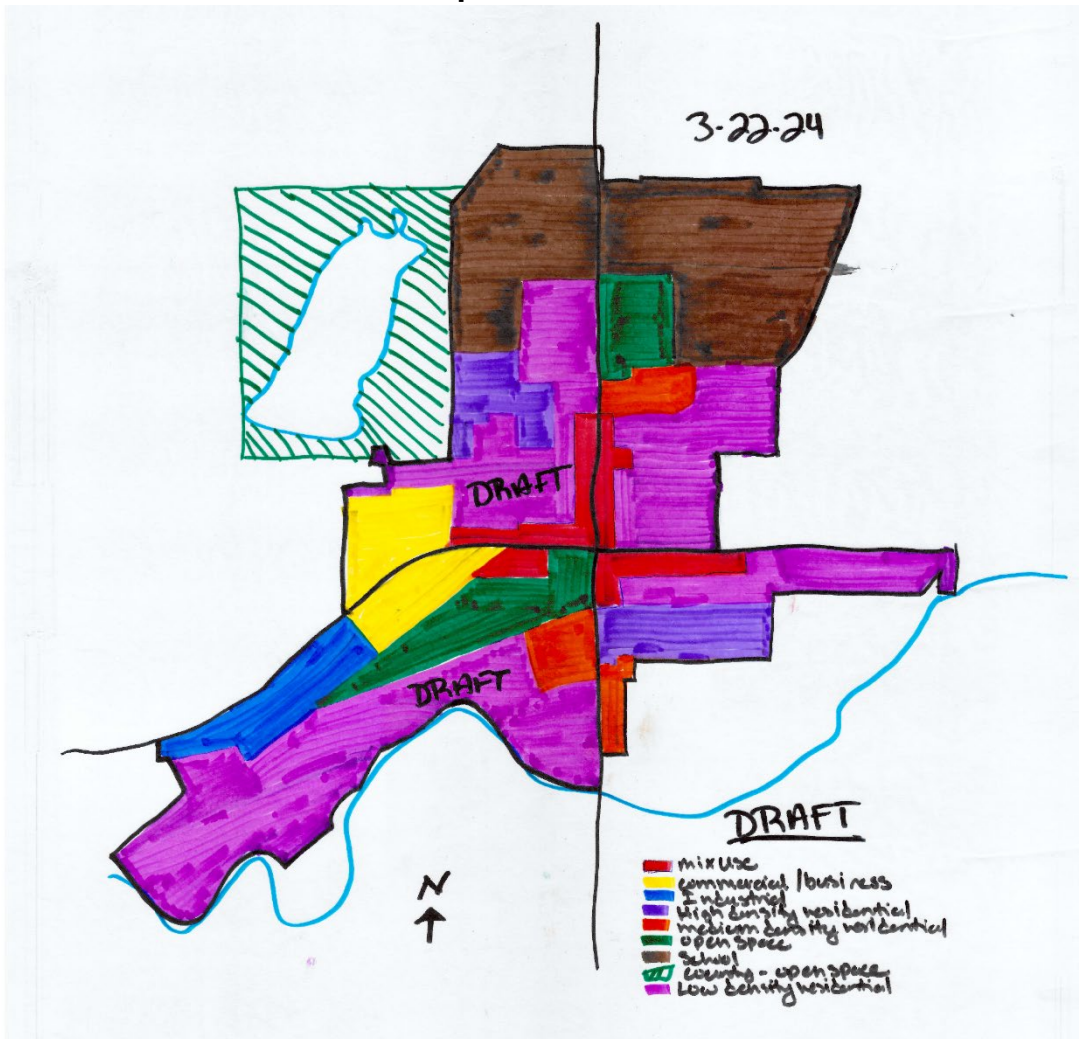 3-22-24
DRAFT
DRAFT
N
DRAFT
mix use
commercial / business
Industrial
High density residential
medium density residential
open space
School
county - open space
Low density residential